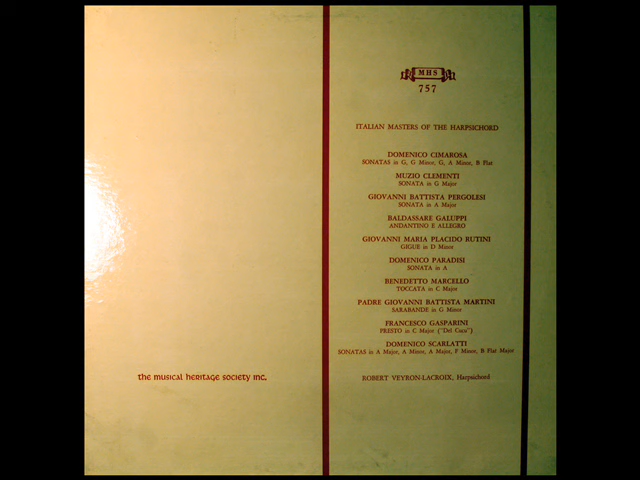 MHS
757
ITALIAN MASTERS OF THE HARPSICHORD
DOMENICO CIMAROSA
SONATAS in G, G Minor, G, A Minor, B Flat
MUZIO CLEMENTI
SONATA in G Major
GIOVANNI BATTISTA PERGOLESI
SONATA in A Major
BALDASSARE GALUPPI
ANDANTINO E ALLEGRO
GIOVANNI MARIA PLACIDO RUTINI
GIGUE in D Minor
DOMENICO PARADISI
SONATA in A
BENEDETTO MARCELLO
TOCCATA in C Major
PADRE GIOVANNI BATTISTA MARTINI
SARABANDE in G Minor
FRANCESCO GASPARINI
PRESTO in C Major ("Del Cucu")
DOMENICO SCARLATTI
SONATAS in A Major, A Minor, A Major, F Minor, B Flat Major
the musical heritage society inc.
ROBERT VEYRON-LACROIX, Harpsichord